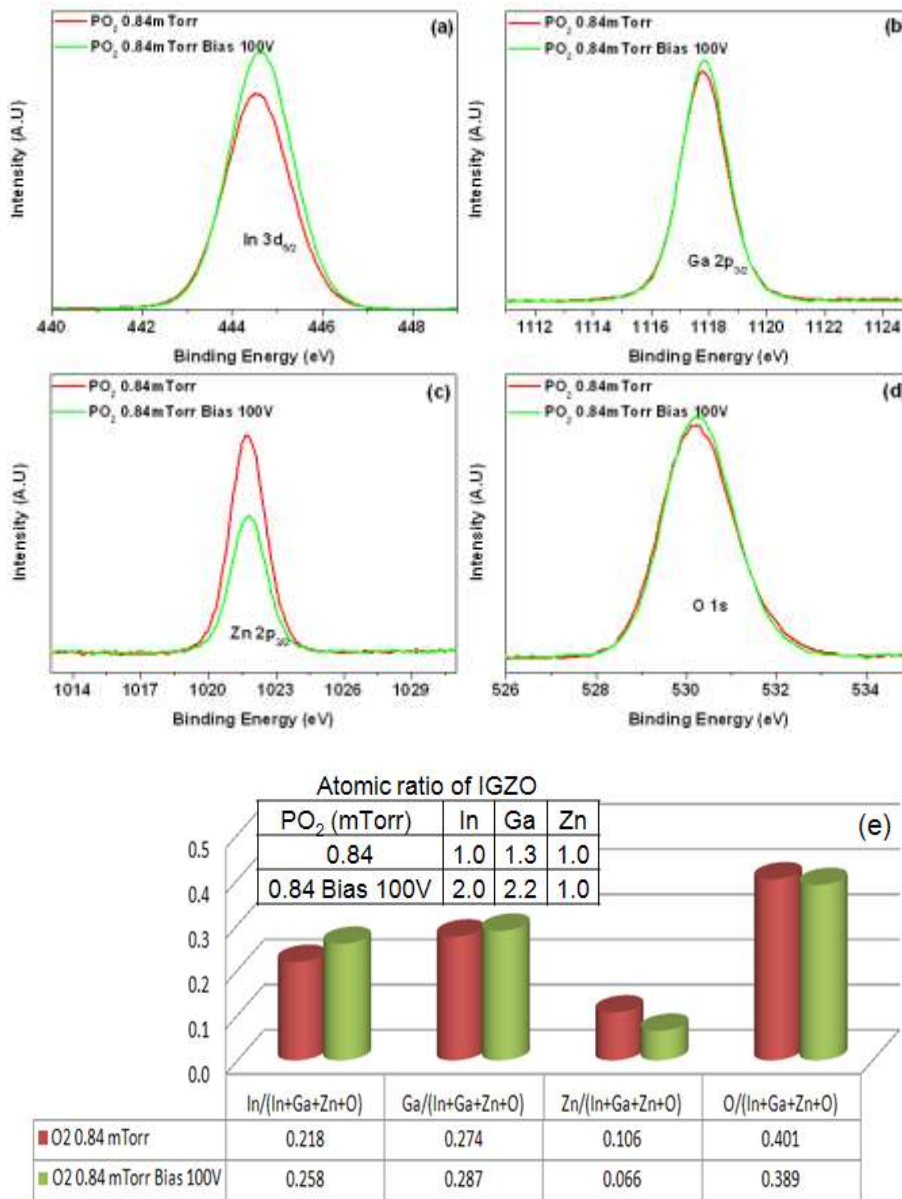 PO2 0.84m Torr
PO2 0.84m Torr Bias 100V
(a)
Intensity (A.U)
In 3d5/2
440 442 444 446 448
Binding Energy (eV)
PO2 0.84m Torr
PO2 0.84m Torr Bias 100V
(b)
Intensity (A.U)
Ga 2p3/2
1112 1114 1116 1118 1120 1122 1124
Binding Energy (eV)
PO2 0.84m Torr
PO2 0.84m Torr Bias 100V
(c)
Intensity (A.U)
Zn 2p3/2
1014 1017 1020 1023 1026 1029
Binding Energy (eV)
PO2 0.84m Torr
PO2 0.84m Torr Bias 100V
(d)
Intensity (A.U)
O 1s
526 528 530 532 534
Binding Energy (eV)
Atomic ratio of IGZO
PO2 (mTorr) In Ga Zn
0.84 1.0 1.3 1.0
0.84 Bias 100V 2.0 2.2 1.0
(e)
0.5
0.4
0.3
0.2
0.1
0.0
In/(In+Ga+Zn+O) Ga/(In+Ga+Zn+O) Zn/(In+Ga+Zn+O) O/(In+Ga+Zn+O)
O2 0.84 mTorr 0.218 0.274 0.106 0.401
O2 0.84 mTorr Bias 100V 0.258 0.287 0.066 0.389